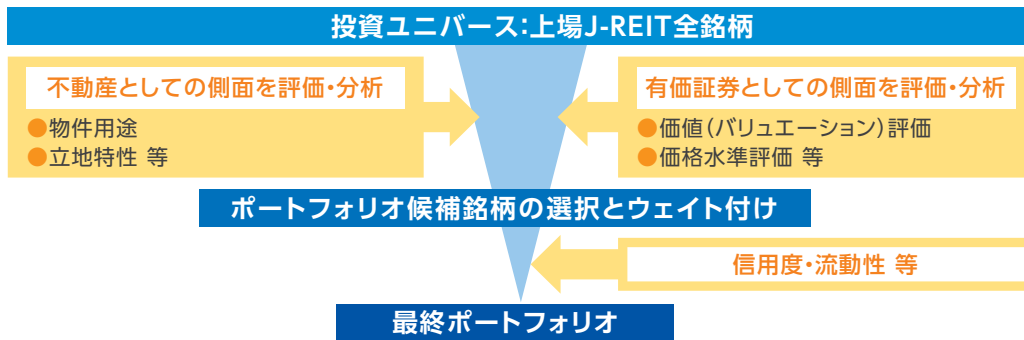 投資ユニバース:上場J-REIT全銘柄
不動産としての側面を評価・分析
●物件用途
●立地特性 等
有価証券としての側面を評価・分析
●価値(バリュエーション)評価
●価格水準評価 等
ポートフォリオ候補銘柄の選択とウェイト付け
信用度・流動性 等
最終ポートフォリオ